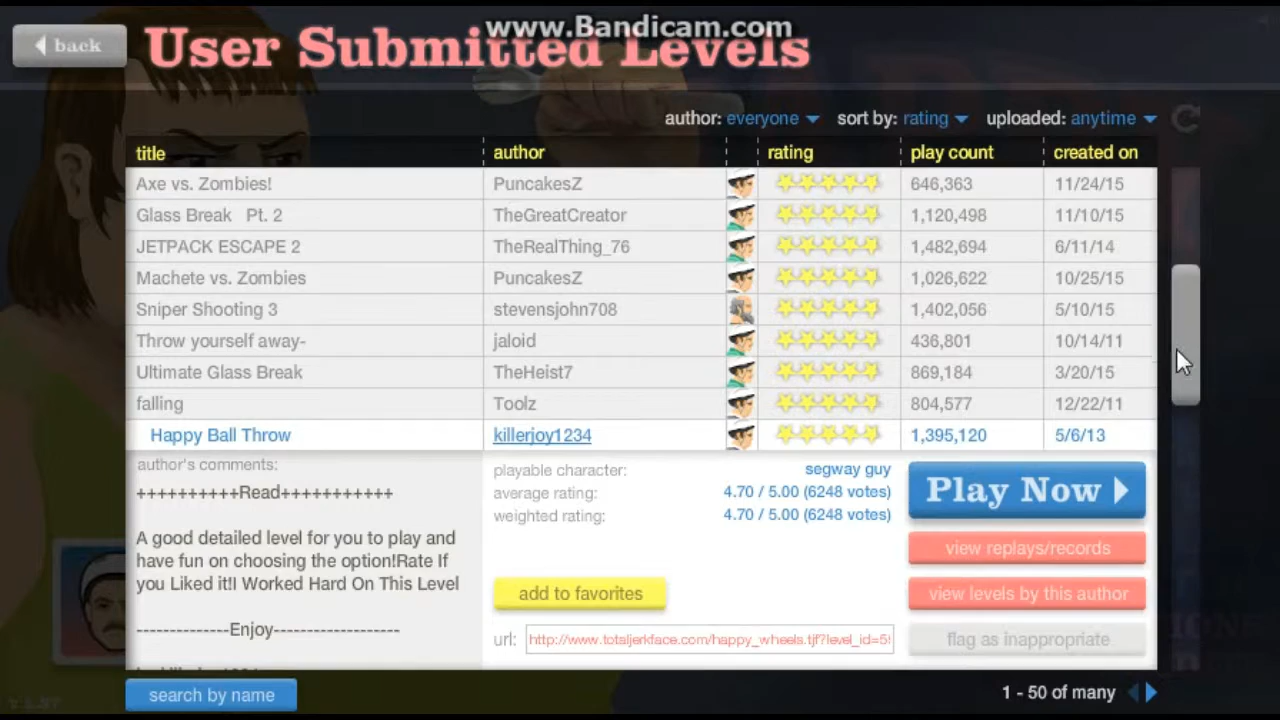 www.Bandicam.com
back
User Submitted Levels
author: everyone sort by: rating uploaded: anytime
title author rating play count created on
Axe vs. Zombies! PuncakesZ 646,363 11/24/15
Glass Break Pt. 2 TheGreatCreator 1,120,498 11/10/15
JETPACK ESCAPE 2 TheRealThing_76 1,482,694 6/11/14
Machete vs. Zombies PuncakesZ 1,026,622 10/25/15
Sniper Shooting 3 stevensjohn708 1,402,056 5/10/15
Throw yourself away- jaloid 436,801 10/14/11
Ultimate Glass Break TheHeist7 869,184 3/20/15
falling Toolz 804,577 12/22/11
Happy Ball Throw killerjoy1234 1,395,120 5/6/13
author's comments:
++++++++++Read+++++++++++
A good detailed level for you to play and
have fun on choosing the option!Rate If
you Liked it!I Worked Hard On This Level
--------------Enjoy-------------------
playable character: segway guy
average rating: 4.70 / 5.00 (6248 votes)
weighted rating: 4.70 / 5.00 (6248 votes)
add to favorites
url: http://www.totaljerkface.com/happy_wheels.tjf?level_id=5
Play Now
view replays/records
view levels by this author
flag as inappropriate
search by name
1 - 50 of many